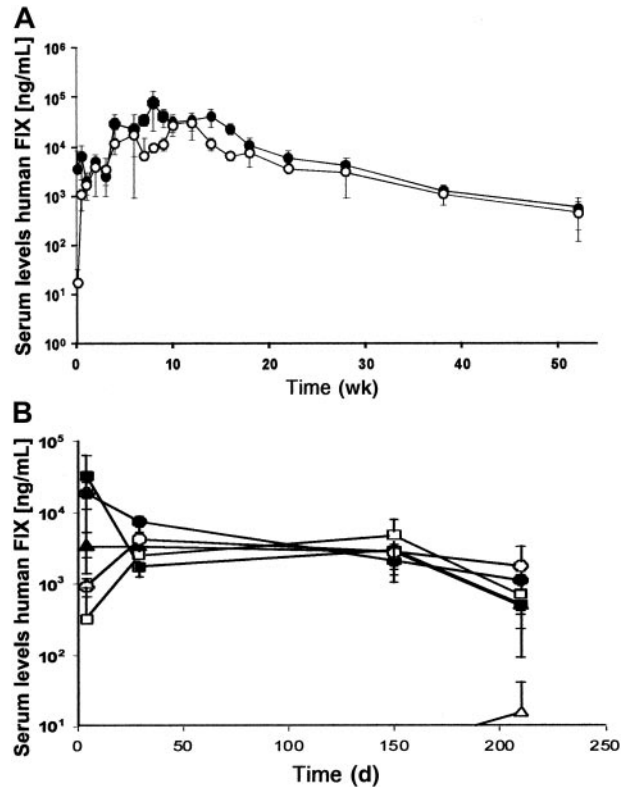 A
Serum levels human FIX [ng/mL]
10⁶
10⁵
10⁴
10³
10²
10¹
10⁰
0 10 20 30 40 50
Time (wk)
B
Serum levels human FIX [ng/mL]
10⁵
10⁴
10³
10²
10¹
0 50 100 150 200 250
Time (d)